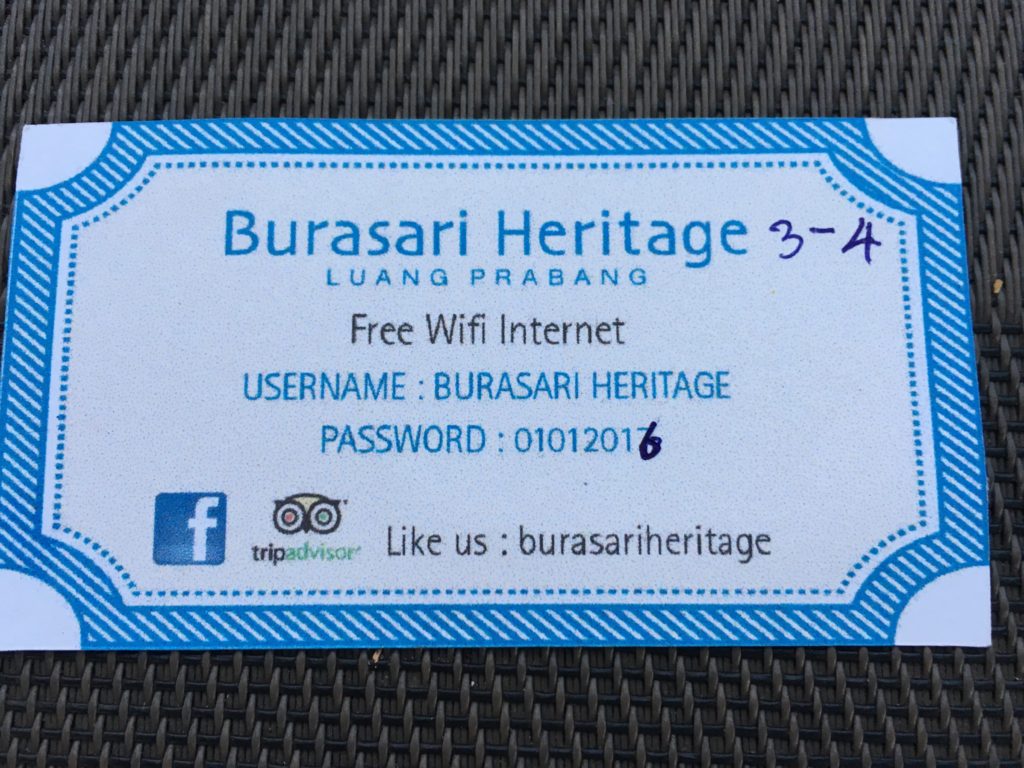 Burasari Heritage 3-4
LUANG PRABANG
Free Wifi Internet
USERNAME : BURASARI HERITAGE
PASSWORD : 01012016
f tripadvisor Like us : burasariheritage